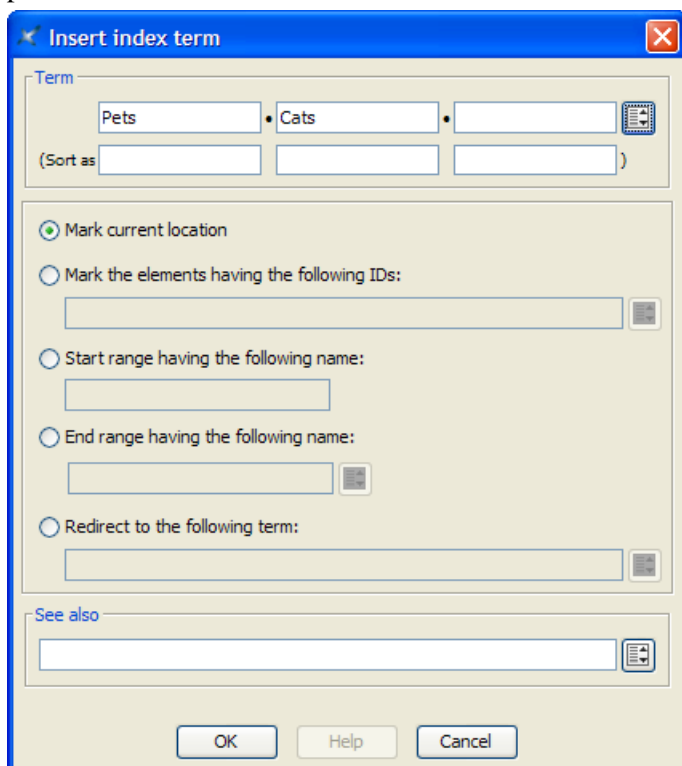 Insert index term
Term
Pets • Cats •
(Sort as )
Mark current location
Mark the elements having the following IDs:
Start range having the following name:
End range having the following name:
Redirect to the following term:
See also
OK Help Cancel